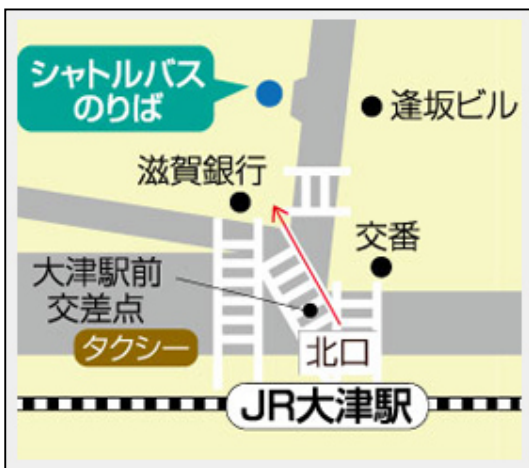 シャトルバス
のりば
逢坂ビル
滋賀銀行
交番
大津駅前
交差点
タクシー
北口
JR大津駅